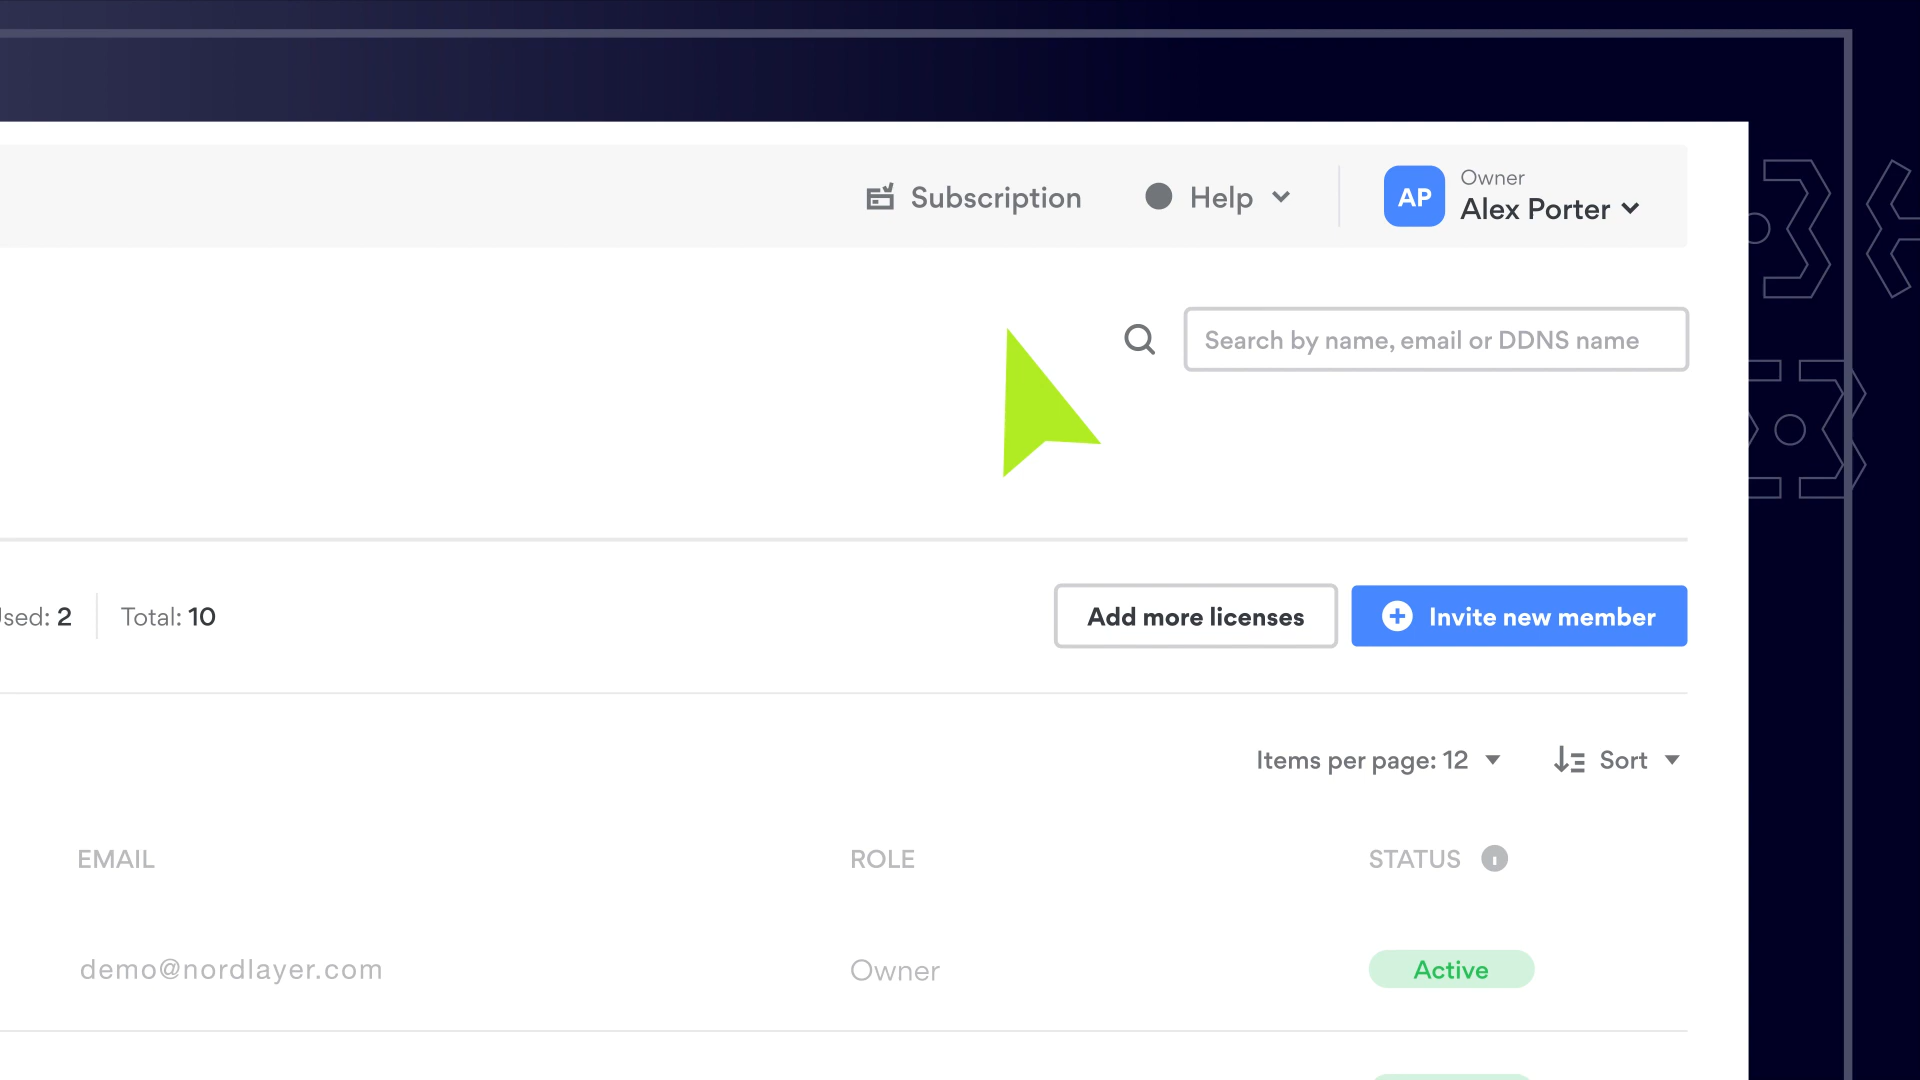 Subscription
Help
AP
Owner
Alex Porter
Search by name, email or DDNS name
sed: 2
Total: 10
Add more licenses
Invite new member
Items per page: 12
Sort
EMAIL
ROLE
STATUS
demo@nordlayer.com
Owner
Active